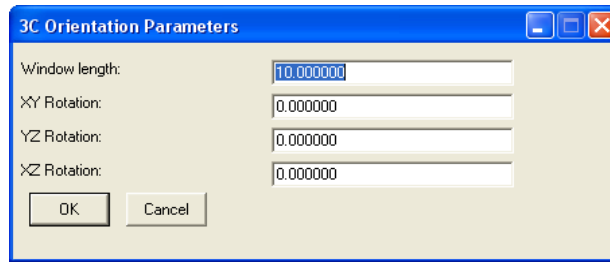 3C Orientation Parameters
Window length: 10.000000
XY Rotation: 0.000000
YZ Rotation: 0.000000
XZ Rotation: 0.000000
OK Cancel